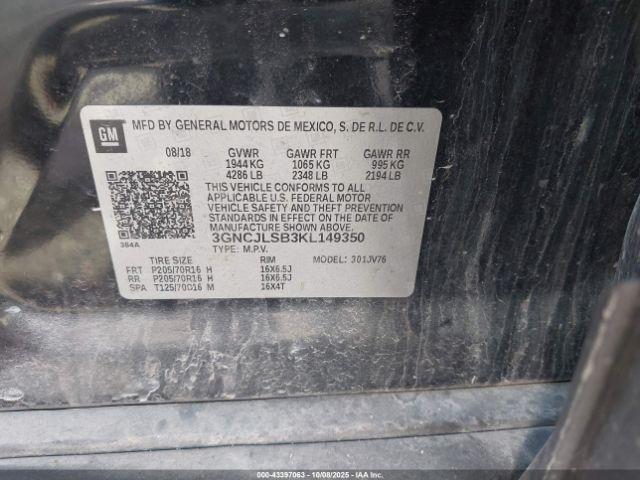 GM
MFD BY GENERAL MOTORS DE MEXICO, S. DE R.L. DE C.V.
08/18 GVWR GAWR FRT GAWR RR
1944 KG 1065 KG 995 KG
4286 LB 2348 LB 2194 LB
THIS VEHICLE CONFORMS TO ALL
APPLICABLE U.S. FEDERAL MOTOR
VEHICLE SAFETY AND THEFT PREVENTION
STANDARDS IN EFFECT ON THE DATE OF
MANUFACTURE SHOWN ABOVE.
3GNCJLSB3KL149350
384A TYPE: M.P.V.
TIRE SIZE RIM MODEL: 301JV76
FRT P205/70R16 H 16X6.5J
RR P205/70R16 H 16X6.5J
SPA T125/70D16 M 16X4T
000-43397063 | 10/08/2025 | IAAI.COM